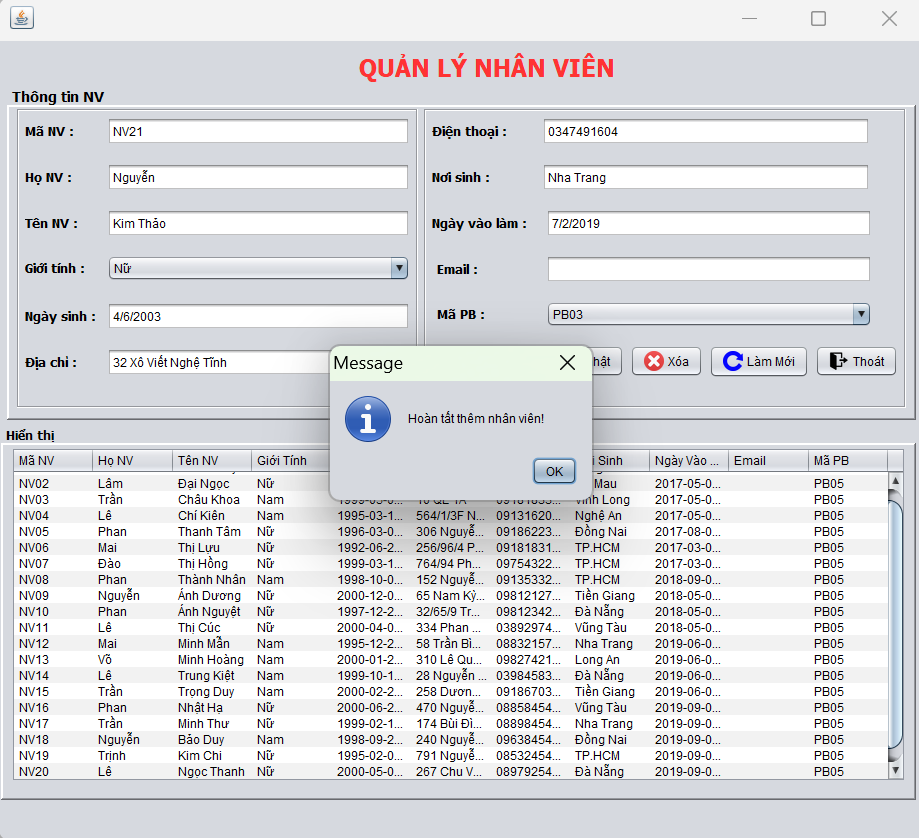 QUẢN LÝ NHÂN VIÊN
Thông tin NV
Mã NV : NV21
Họ NV : Nguyễn
Tên NV : Kim Thảo
Giới tính : Nữ
Ngày sinh : 4/6/2003
Địa chỉ : 32 Xô Viết Nghệ Tĩnh
Điện thoại : 0347491604
Nơi sinh : Nha Trang
Ngày vào làm : 7/2/2019
Email :
Mã PB : PB03
Xóa Làm Mới Thoát
Message
Hoàn tất thêm nhân viên!
OK
Hiển thị
Mã NV Họ NV Tên NV Giới Tính Sinh Ngày Vào ... Email Mã PB
NV02 Lâm Đại Ngọc Nữ Mau 2017-05-0... PB05
NV03 Trần Châu Khoa Nam Vĩnh Long 2017-05-0... PB05
NV04 Lê Chí Kiên Nam 1995-03-1... 564/1/3F N... 09131620... Nghệ An 2017-05-0... PB05
NV05 Phan Thanh Tâm Nữ 1996-03-0... 306 Nguyễ... 09186223... Đồng Nai 2017-08-0... PB05
NV06 Mai Thị Lựu Nữ 1992-06-2... 256/96/4 P... 09181831... TP.HCM 2017-03-0... PB05
NV07 Đào Thị Hồng Nữ 1999-03-1... 764/94 Ph... 09754322... TP.HCM 2017-03-0... PB05
NV08 Phan Thành Nhân Nam 1998-10-0... 152 Nguyễ... 09135332... TP.HCM 2018-09-0... PB05
NV09 Nguyễn Ánh Dương Nữ 2000-12-0... 65 Nam Kỳ... 09812127... Tiền Giang 2018-05-0... PB05
NV10 Phan Ánh Nguyệt Nữ 1997-12-2... 32/65/9 Tr... 09812342... Đà Nẵng 2018-05-0... PB05
NV11 Lê Thị Cúc Nữ 2000-04-0... 334 Phan ... 03892974... Vũng Tàu 2018-05-0... PB05
NV12 Mai Minh Mẫn Nam 1995-12-2... 58 Trần Bì... 08832157... Nha Trang 2019-06-0... PB05
NV13 Võ Minh Hoàng Nam 2000-01-2... 310 Lê Qu... 09827421... Long An 2019-06-0... PB05
NV14 Lê Trung Kiệt Nam 1999-10-1... 28 Nguyễn ... 03984583... Đà Nẵng 2019-06-0... PB05
NV15 Trần Trọng Duy Nam 2000-02-2... 258 Dươn... 09186703... Tiền Giang 2019-06-0... PB05
NV16 Phan Nhật Hạ Nữ 2000-06-2... 470 Nguyễ... 08858454... Vũng Tàu 2019-09-0... PB05
NV17 Trần Minh Thư Nữ 1999-02-1... 174 Bùi Đì... 08898454... Nha Trang 2019-09-0... PB05
NV18 Nguyễn Bảo Duy Nam 1998-09-2... 240 Nguyễ... 09638454... Đồng Nai 2019-09-0... PB05
NV19 Trịnh Kim Chi Nữ 1995-02-0... 791 Nguyễ... 08532454... TP.HCM 2019-09-0... PB05
NV20 Lê Ngọc Thanh Nữ 2000-05-0... 267 Chu V... 08979254... Đà Nẵng 2019-09-0... PB05